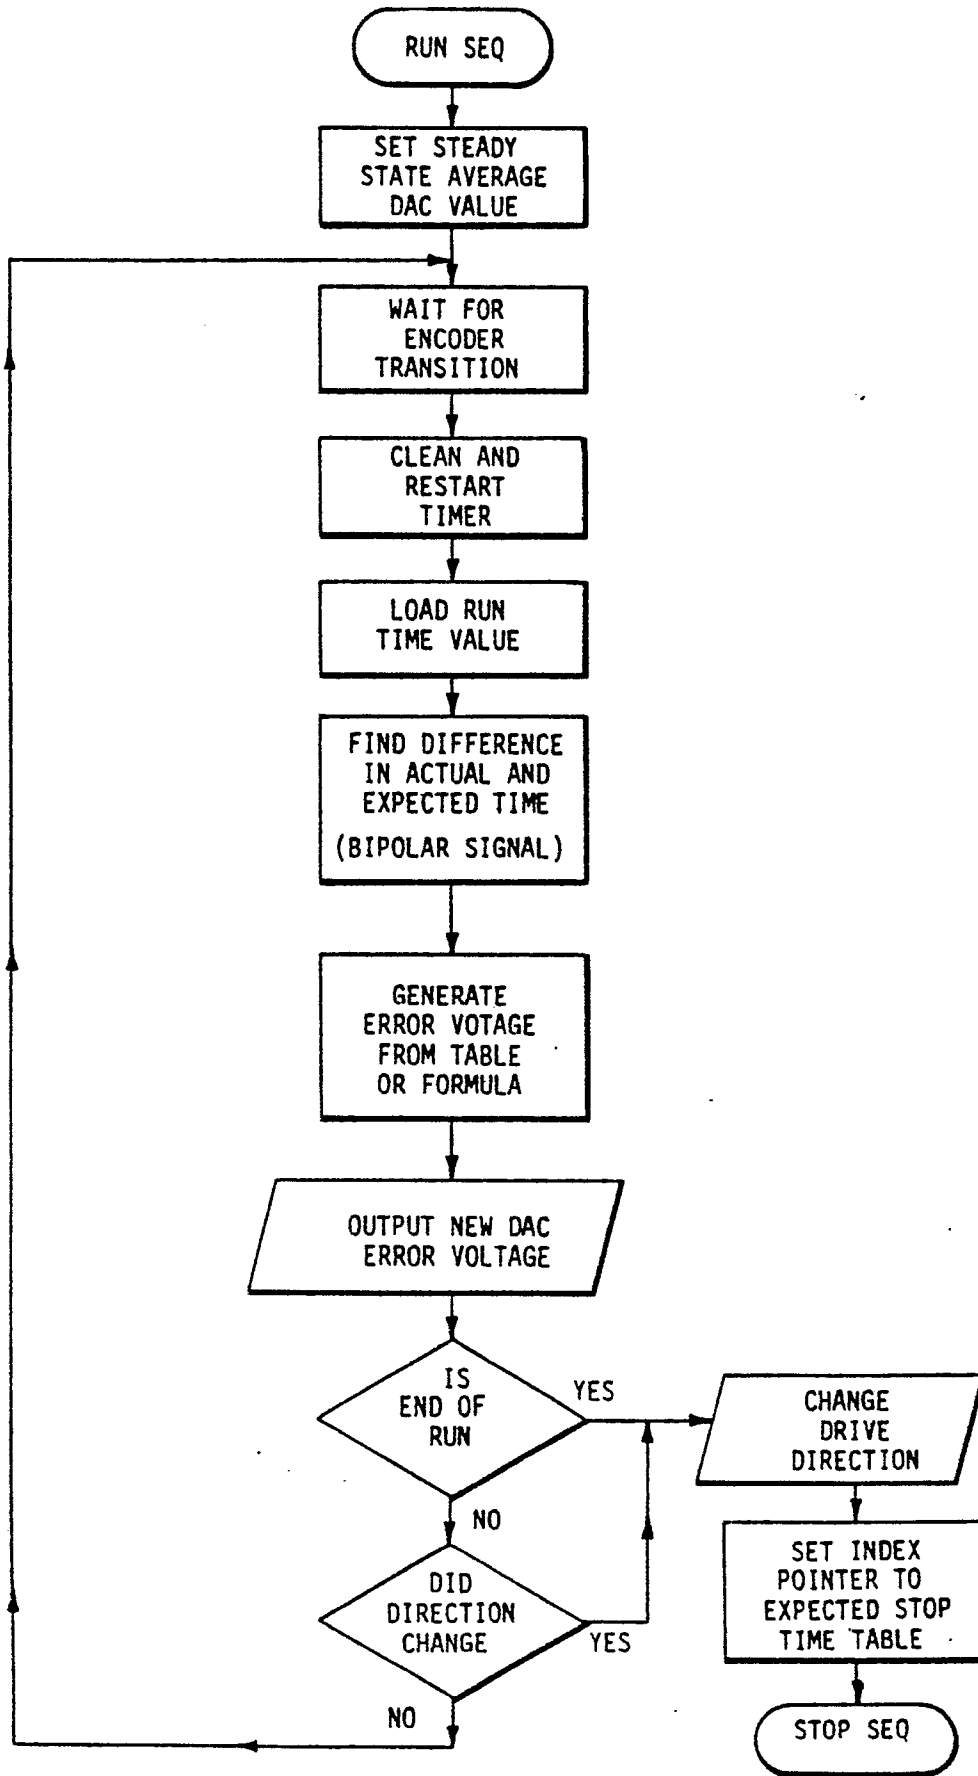 RUN SEQ
SET STEADY
STATE AVERAGE
DAC VALUE
WAIT FOR
ENCODER
TRANSITION
CLEAN AND
RESTART
TIMER
LOAD RUN
TIME VALUE
FIND DIFFERENCE
IN ACTUAL AND
EXPECTED TIME
(BIPOLAR SIGNAL)
GENERATE
ERROR VOTAGE
FROM TABLE
OR FORMULA
OUTPUT NEW DAC
ERROR VOLTAGE
IS
END OF
RUN
YES
NO
DID
DIRECTION
CHANGE
YES
NO
CHANGE
DRIVE
DIRECTION
SET INDEX
POINTER TO
EXPECTED STOP
TIME TABLE
STOP SEQ